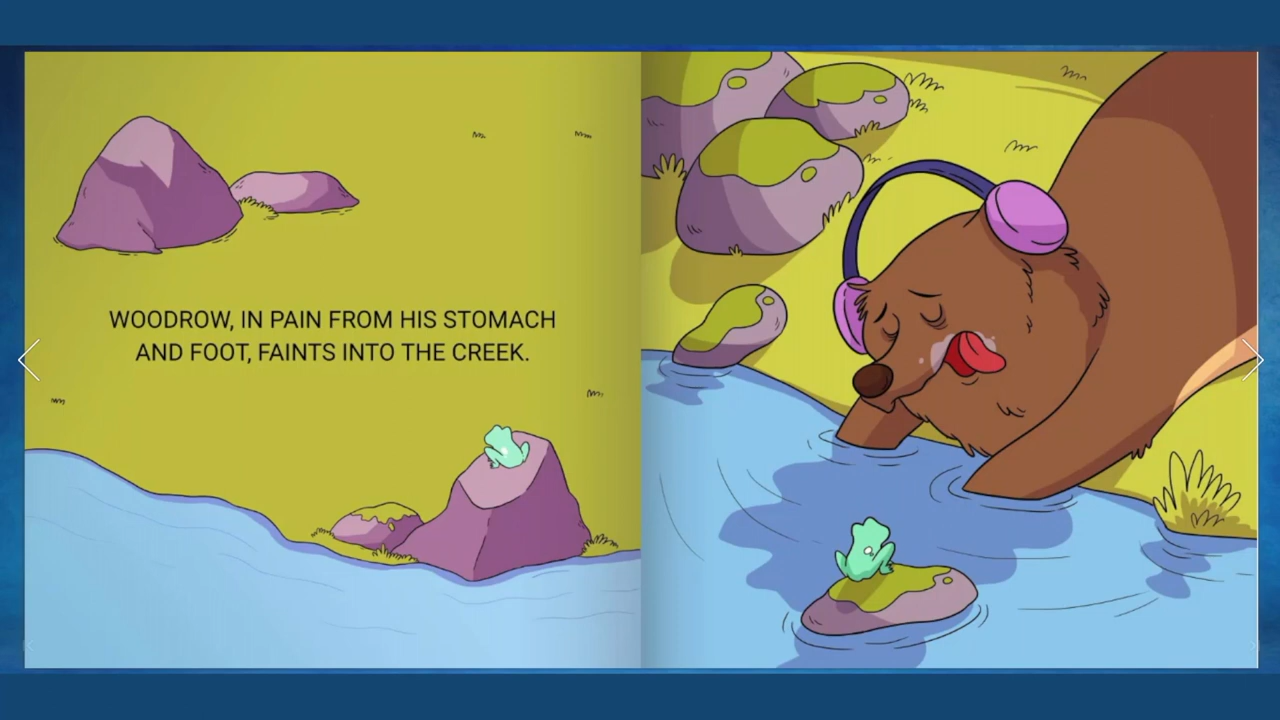 WOODROW, IN PAIN FROM HIS STOMACH
AND FOOT, FAINTS INTO THE CREEK.